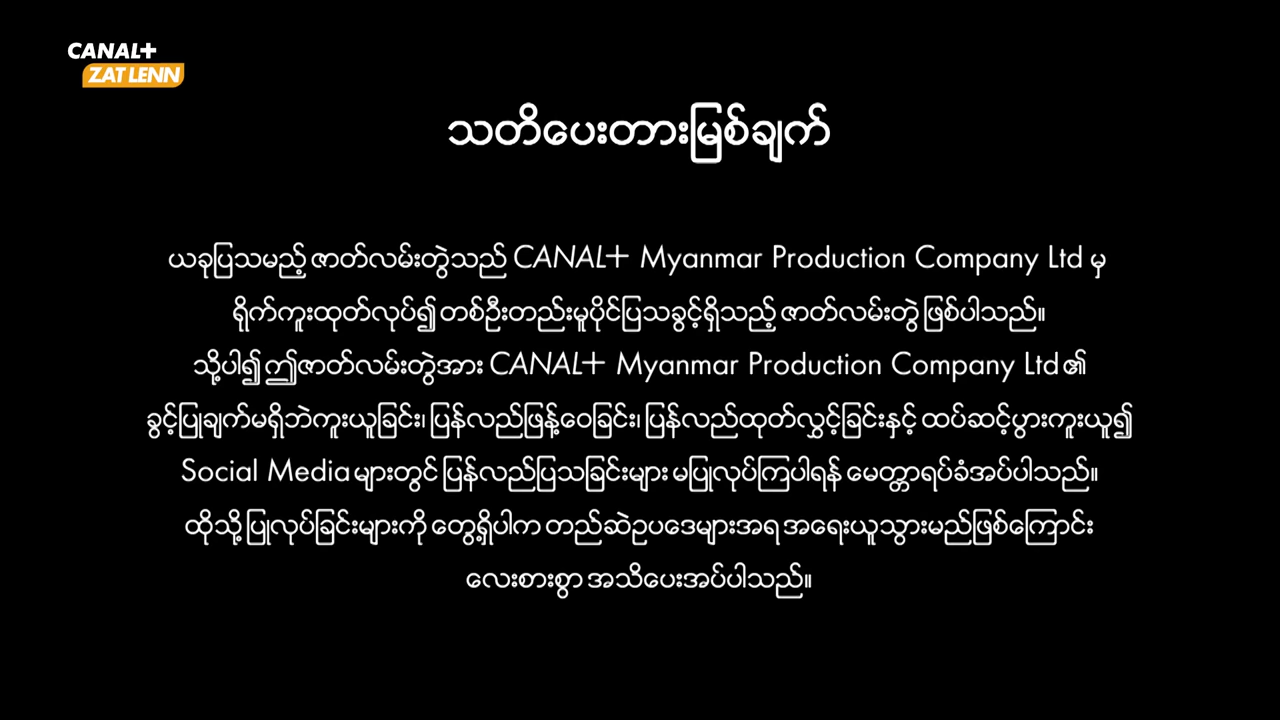 CANAL+
ZAT LENN
သတိပေးတားမြစ်ချက်
ယခုပြသမည့် ဇာတ်လမ်းတွဲသည် CANAL+ Myanmar Production Company Ltd မှ
ရိုက်ကူးထုတ်လုပ်၍ တစ်ဦးတည်းမူပိုင်ပြသခွင့်ရှိသည့် ဇာတ်လမ်းတွဲ ဖြစ်ပါသည်။
သို့ပါ၍ ဤဇာတ်လမ်းတွဲအား CANAL+ Myanmar Production Company Ltd ၏
ခွင့်ပြုချက်မရှိဘဲကူးယူခြင်း၊ ပြန်လည်ဖြန့်ဝေခြင်း၊ ပြန်လည်ထုတ်လွှင့်ခြင်းနှင့် ထပ်ဆင့်ပွားကူးယူ၍
Social Media များတွင် ပြန်လည်ပြသခြင်းများ မပြုလုပ်ကြပါရန် မေတ္တာရပ်ခံအပ်ပါသည်။
ထိုသို့ ပြုလုပ်ခြင်းများကို တွေ့ရှိပါက တည်ဆဲဥပဒေများအရ အရေးယူသွားမည်ဖြစ်ကြောင်း
လေးစားစွာ အသိပေးအပ်ပါသည်။